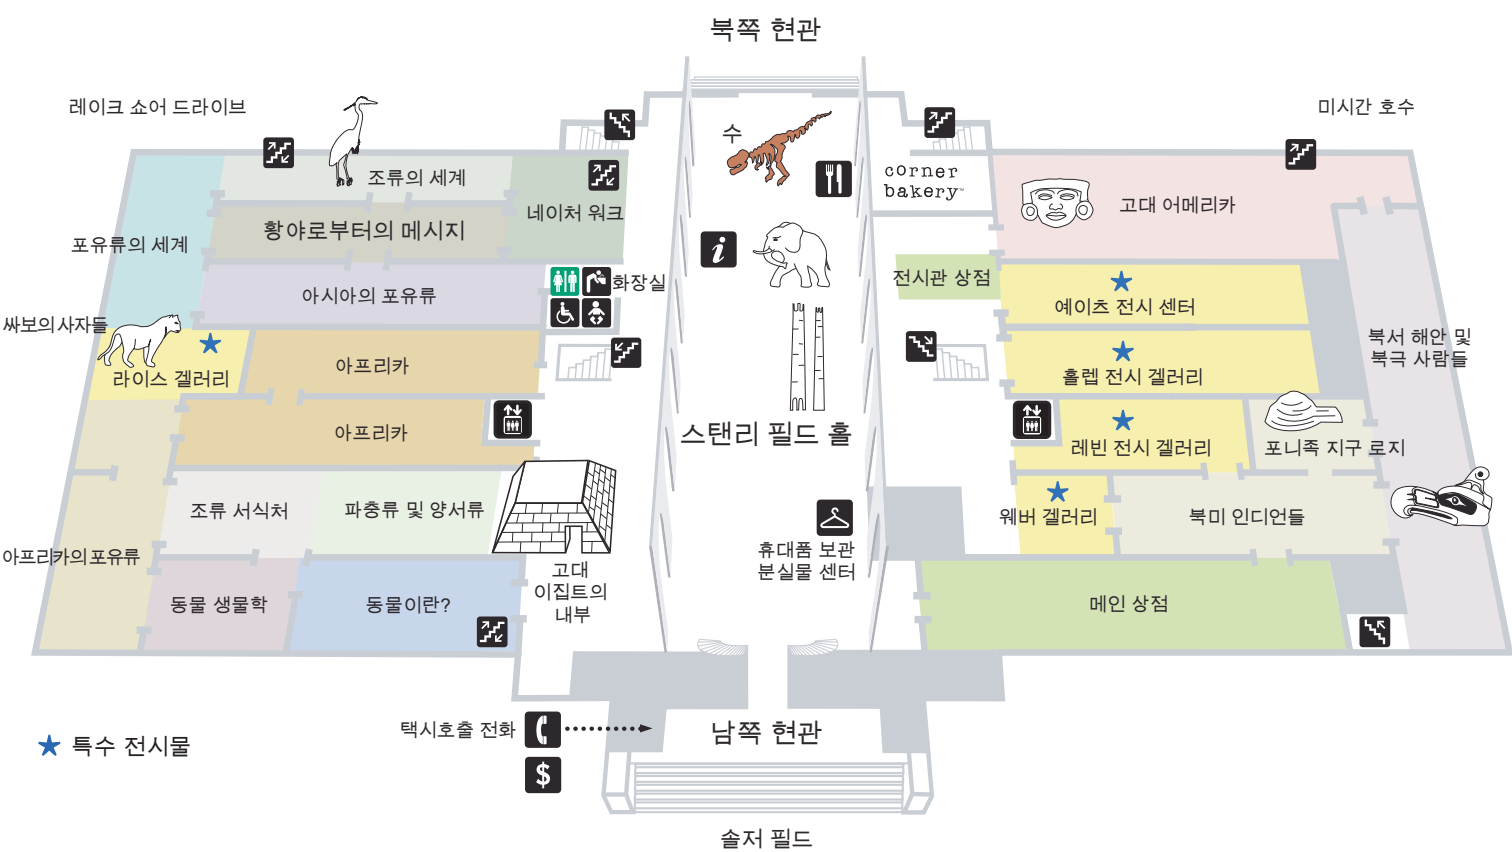 북쪽 현관
레이크 쇼어 드라이브
미시간 호수
수
corner
bakery™
조류의 세계
네이처 워크
고대 어메리카
황야로부터의 메시지
포유류의 세계
i
전시관 상점
화장실
아시아의 포유류
예이츠 전시 센터
싸보의사자들
북서 해안 및
북극 사람들
아프리카
라이스 겔러리
홀렙 전시 겔러리
아프리카
스탠리 필드 홀
레빈 전시 겔러리
포니족 지구 로지
조류 서식처
파충류 및 양서류
웨버 겔러리
북미 인디언들
아프리카의포유류
휴대품 보관
분실물 센터
고대
이집트의
내부
동물 생물학
동물이란?
메인 상점
택시호출 전화
남쪽 현관
특수 전시물
$
솔저 필드